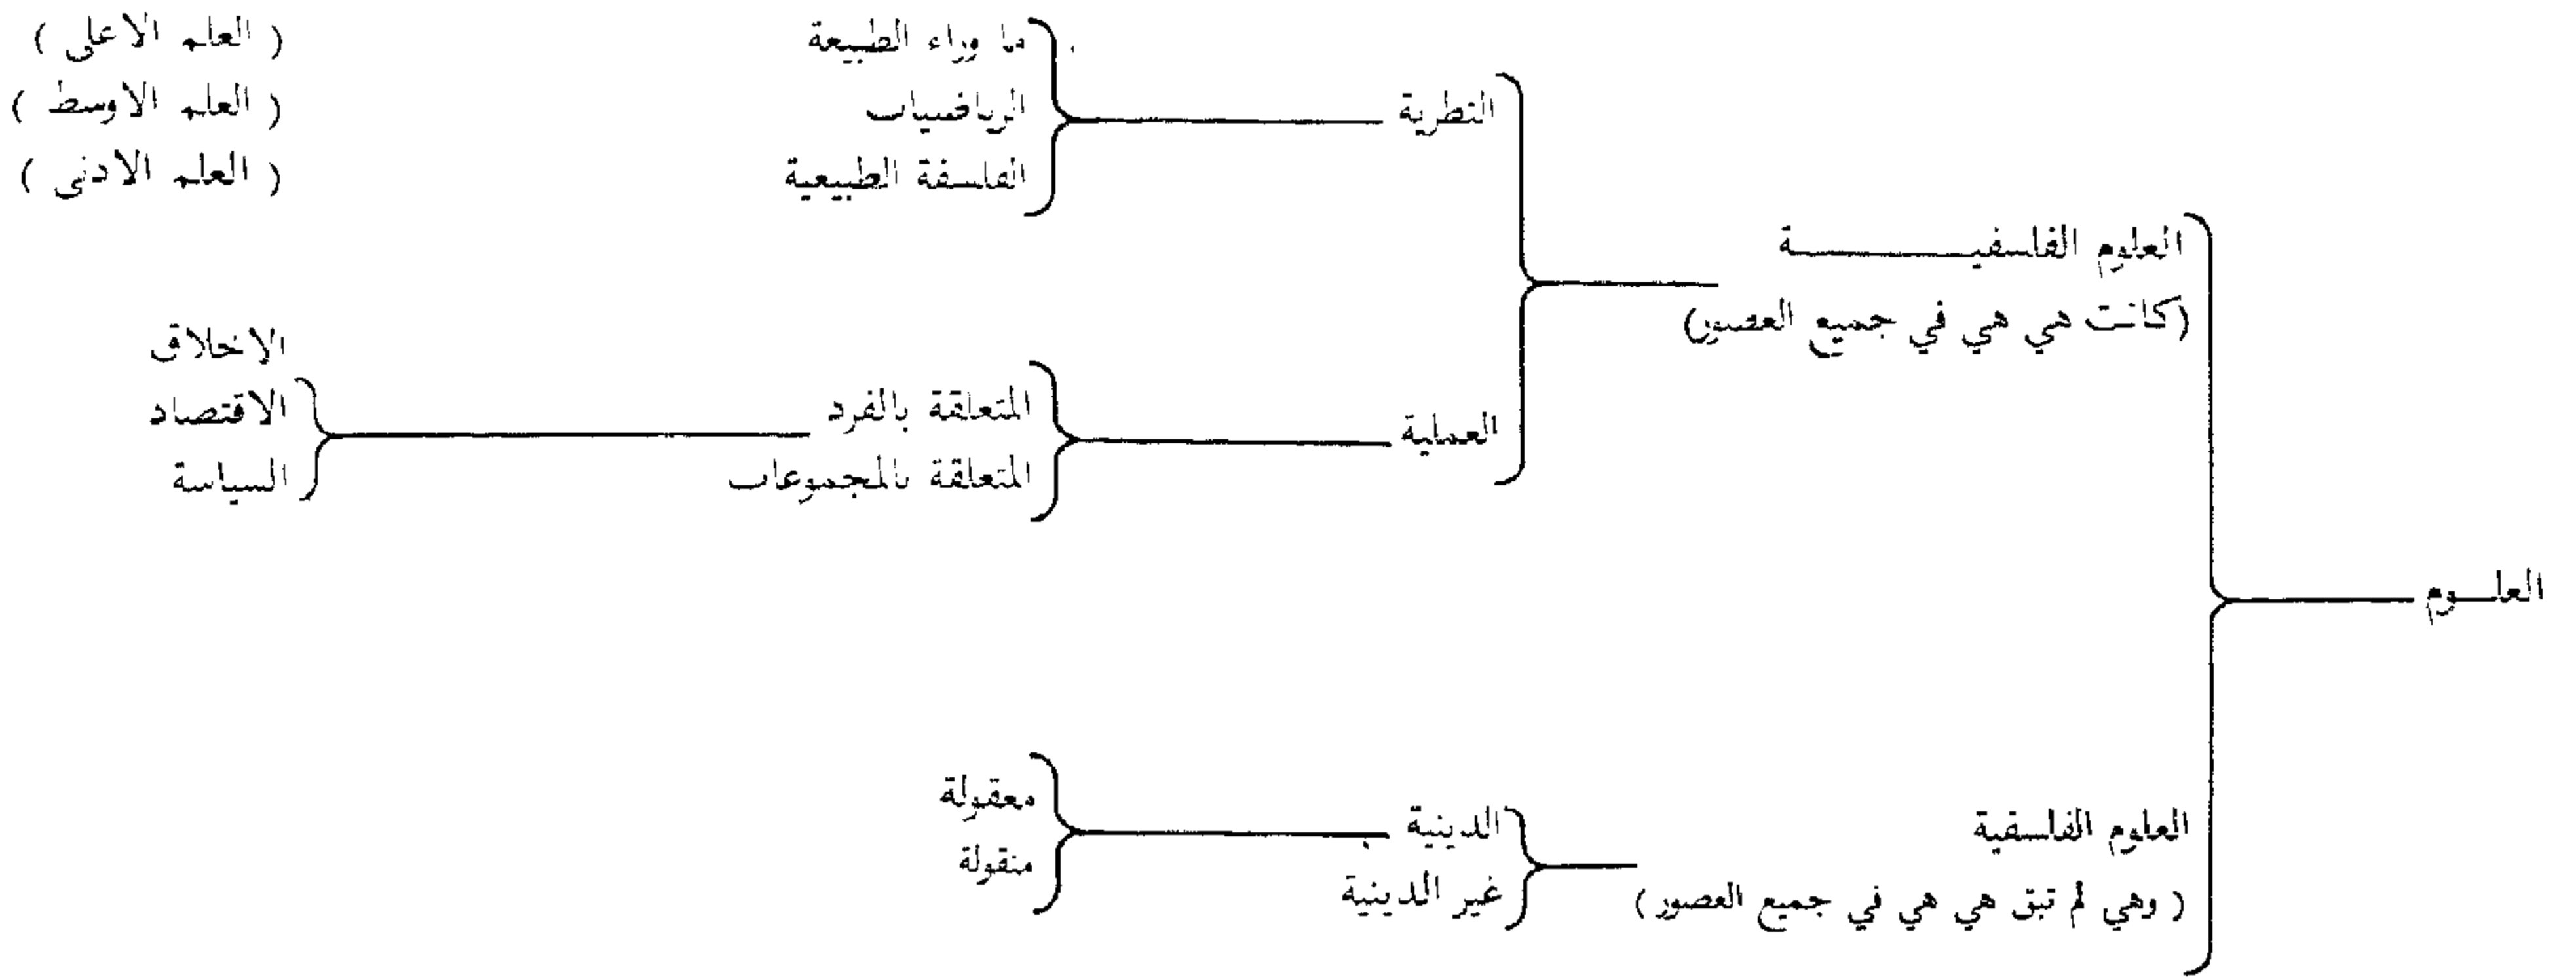 العلـوم
العلوم الفلسفيـــــة
(كانت هي هي في جميع العصور)
النظرية
ما وراء الطبيعة
( العلم الاعلى )
الرياضيات
( العلم الاوسط )
الفلسفة الطبيعية
( العلم الادنى )
العملية
المتعلقة بالفرد
المتعلقة بالمجموعات
الاخلاق
الاقتصاد
السياسة
العلوم الفلسفية
( وهي لم تبق هي هي في جميع العصور )
الدينية
معقولة
منقولة
غير الدينية